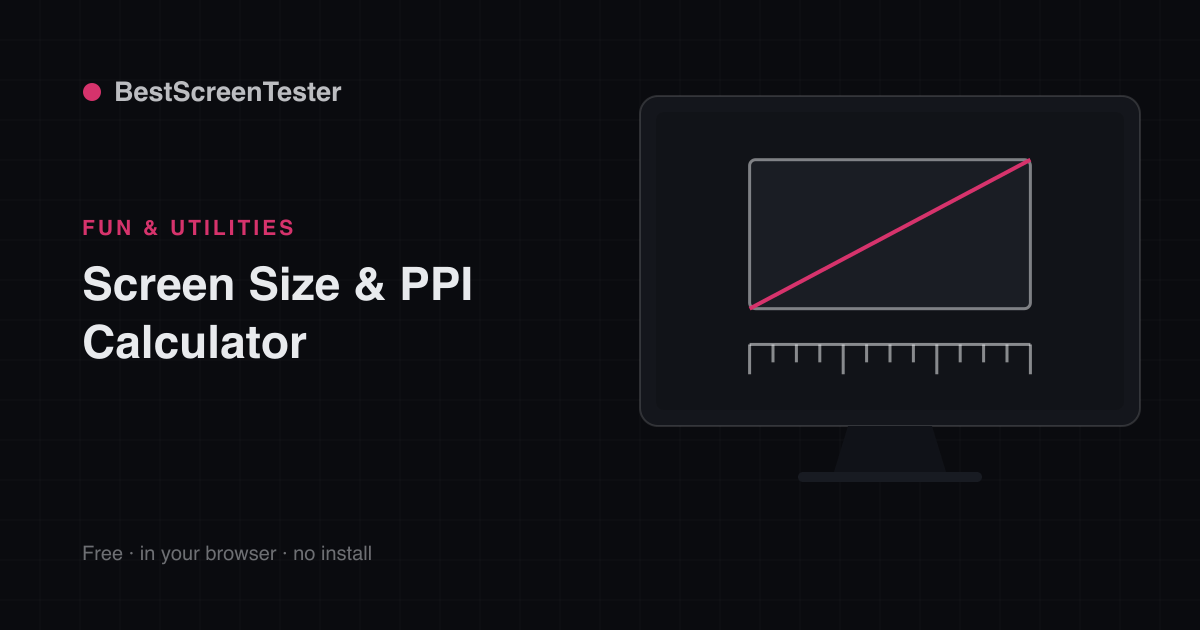 BestScreenTester
FUN & UTILITIES
Screen Size & PPI
Calculator
Free · in your browser · no install